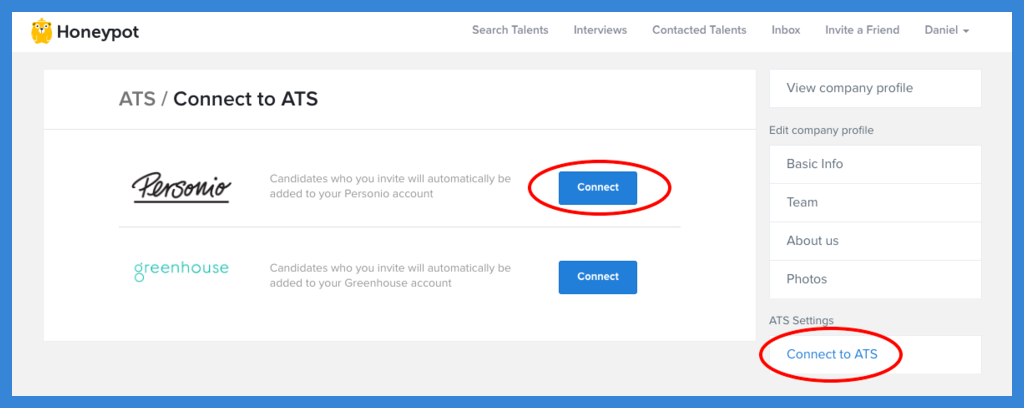 Honeypot
Search Talents
Interviews
Contacted Talents
Inbox
Invite a Friend
Daniel
ATS / Connect to ATS
Personio
Candidates who you invite will automatically be
added to your Personio account
Connect
greenhouse
Candidates who you invite will automatically be
added to your Greenhouse account
Connect
View company profile
Edit company profile
Basic Info
Team
About us
Photos
ATS Settings
Connect to ATS